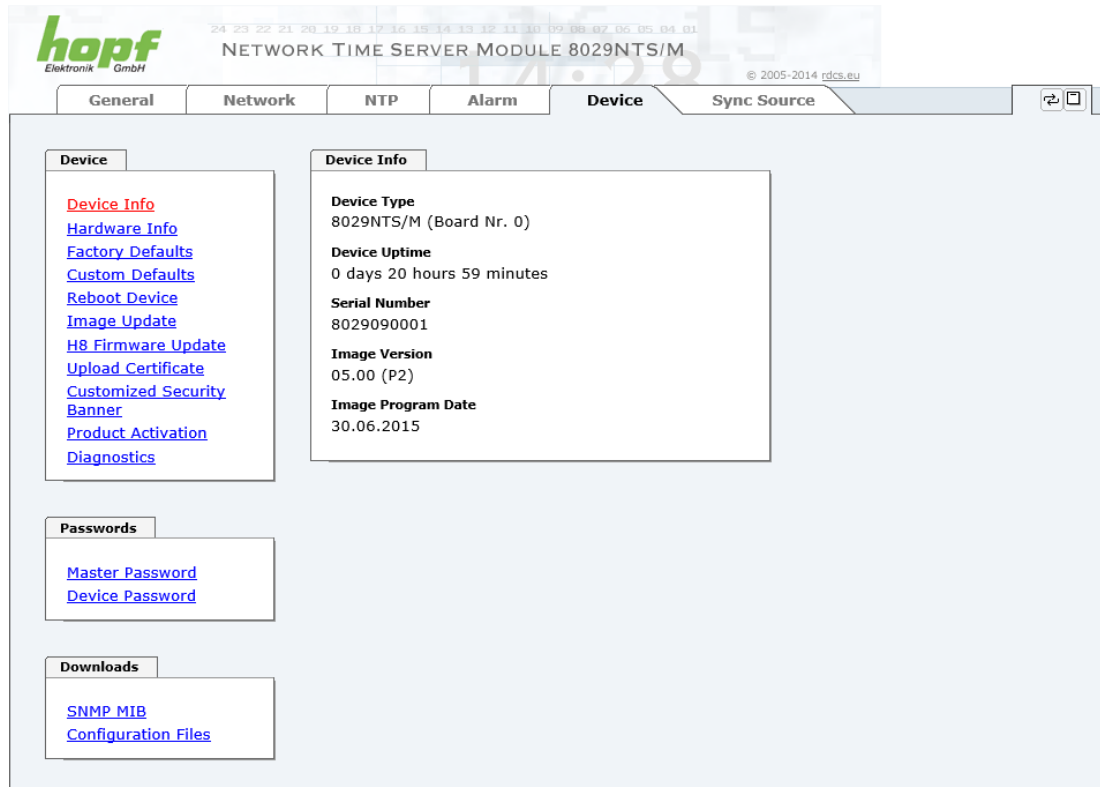 hopf
Elektronik GmbH
24 23 22 21 20 19 18 17 16 15 14 13 12 11 10 09 08 07 06 05 04 01
NETWORK TIME SERVER MODULE 8029NTS/M
14:28
© 2005-2014 rdcs.eu
General Network NTP Alarm Device Sync Source
Device
Device Info
Hardware Info
Factory Defaults
Custom Defaults
Reboot Device
Image Update
H8 Firmware Update
Upload Certificate
Customized Security
Banner
Product Activation
Diagnostics
Device Info
Device Type
8029NTS/M (Board Nr. 0)
Device Uptime
0 days 20 hours 59 minutes
Serial Number
8029090001
Image Version
05.00 (P2)
Image Program Date
30.06.2015
Passwords
Master Password
Device Password
Downloads
SNMP MIB
Configuration Files